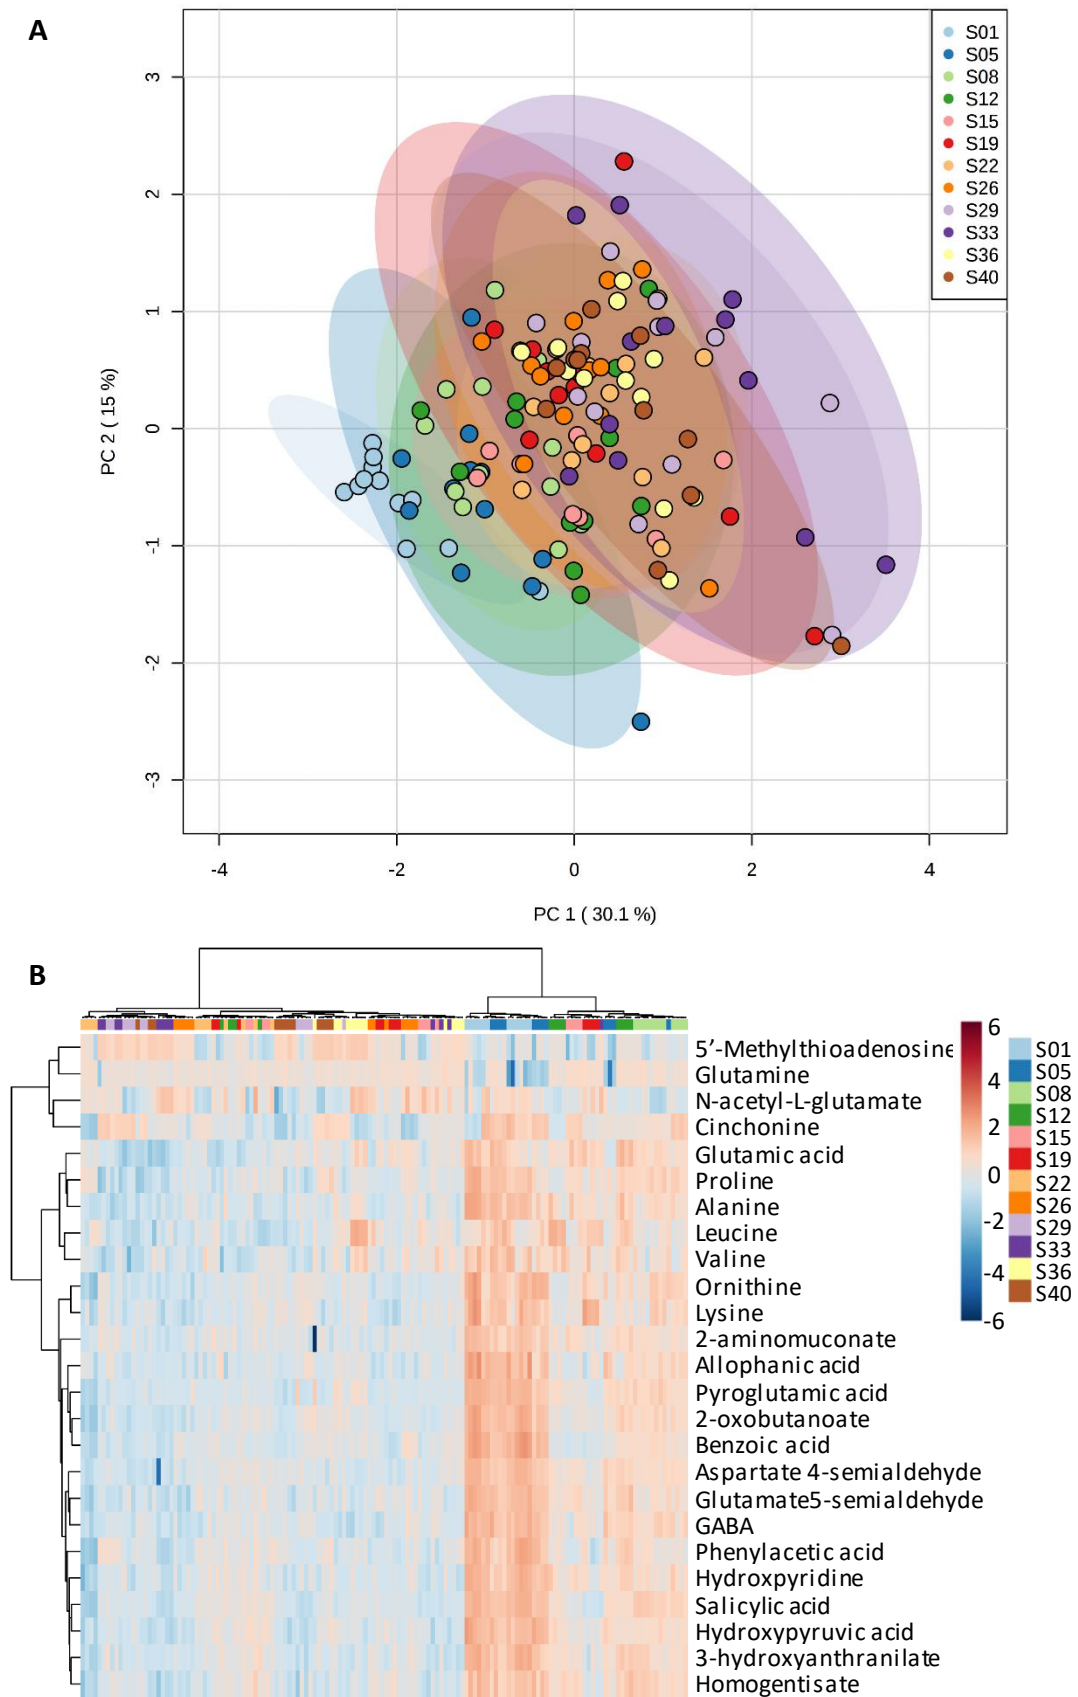 A
S01
S05
S08
S12
S15
S19
S22
S26
S29
S33
S36
S40
3
2
1
0
-1
-2
-3
PC 2 ( 15 %)
-4
-2
0
2
4
PC 1 ( 30.1 %)
B
5'-Methylthioadenosine
Glutamine
N-acetyl-L-glutamate
Cinchonine
Glutamic acid
Proline
Alanine
Leucine
Valine
Ornithine
Lysine
2-aminomuconate
Allophanic acid
Pyroglutamic acid
2-oxobutanoate
Benzoic acid
Aspartate 4-semialdehyde
Glutamate5-semialdehyde
GABA
Phenylacetic acid
Hydroxpyridine
Salicylic acid
Hydroxypyruvic acid
3-hydroxyanthranilate
Homogentisate
6
4
2
0
-2
-4
-6
S01
S05
S08
S12
S15
S19
S22
S26
S29
S33
S36
S40